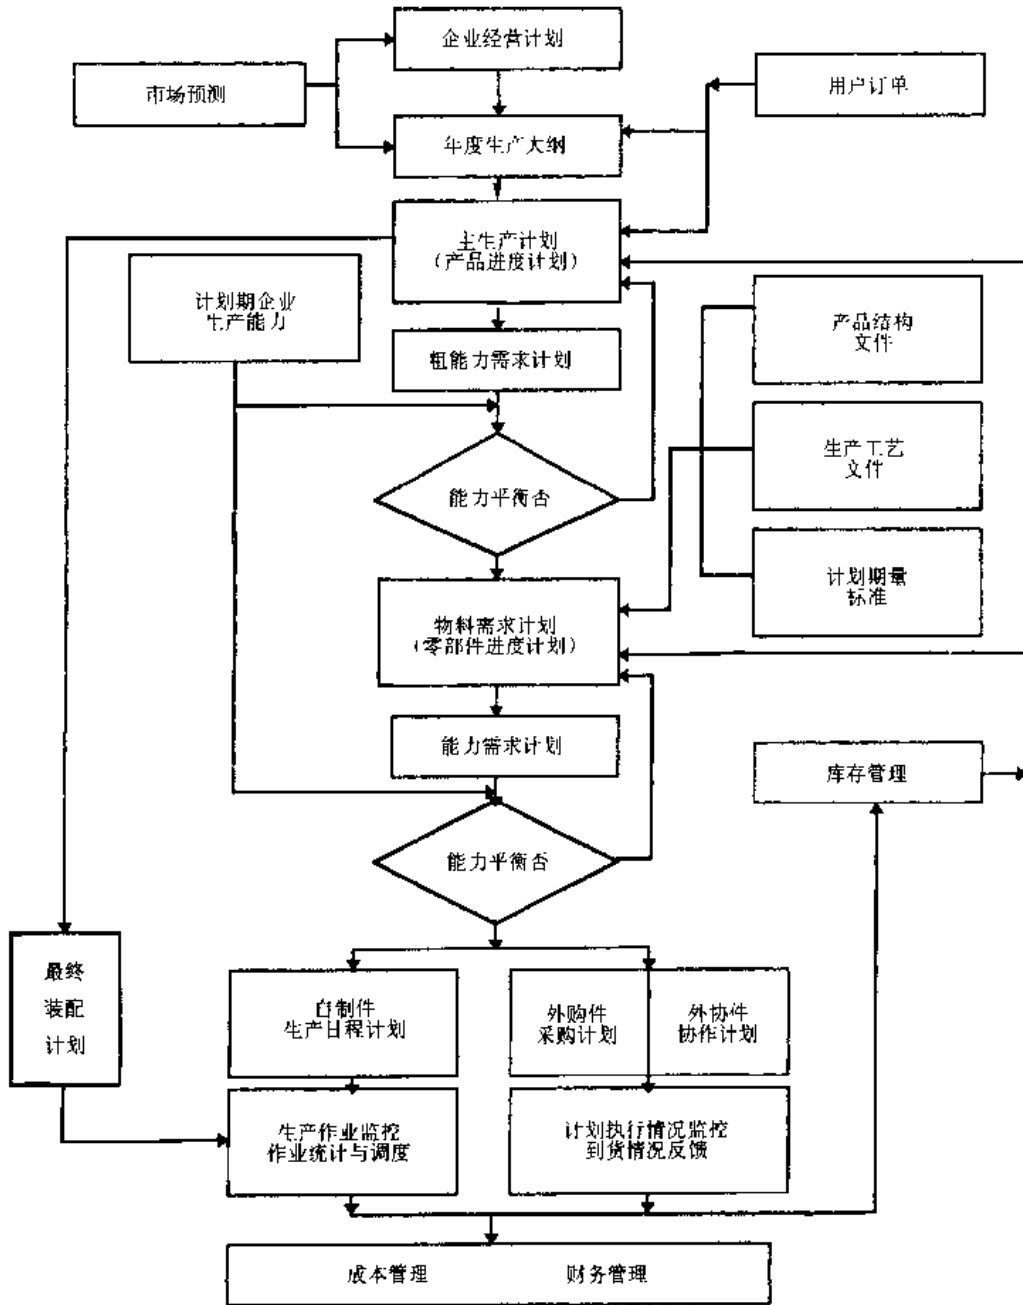 企业经营计划
市场预测
用户订单
年度生产大纲
主生产计划
（产品进度计划）
计划期企业
生产能力
产品结构
文件
粗能力需求计划
生产工艺
文件
能力平衡否
计划期量
标准
物料需求计划
（零部件进度计划）
能力需求计划
库存管理
能力平衡否
最终
装配
计划
自制件
生产日程计划
外购件
采购计划
外协件
协作计划
生产作业监控
作业统计与调度
计划执行情况监控
到货情况反馈
成本管理
财务管理